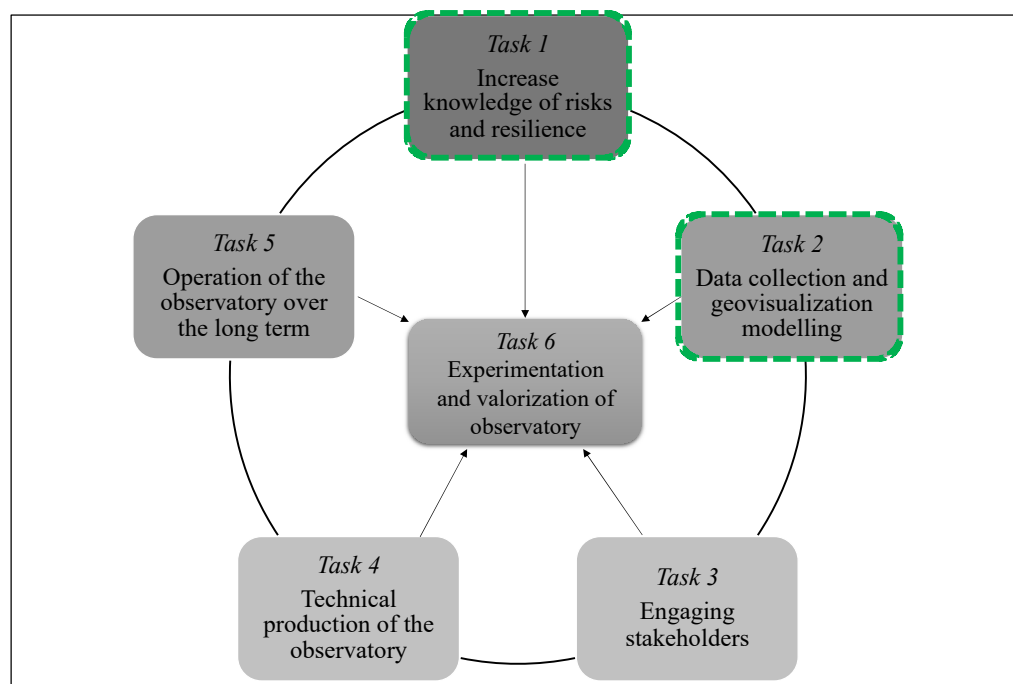 Task 1
Increase
knowledge of risks
and resilience
Task 5
Operation of the
observatory over
the long term
Task 2
Data collection and
geovisualization
modelling
Task 6
Experimentation
and valorization of
observatory
Task 4
Technical
production of the
observatory
Task 3
Engaging
stakeholders